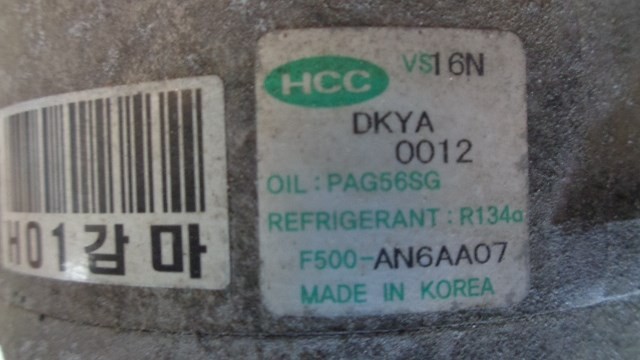 HCC VS16N
DKYA
0012
OIL : PAG56SG
REFRIGERANT : R134a
F500-AN6AA07
MADE IN KOREA
H01감마